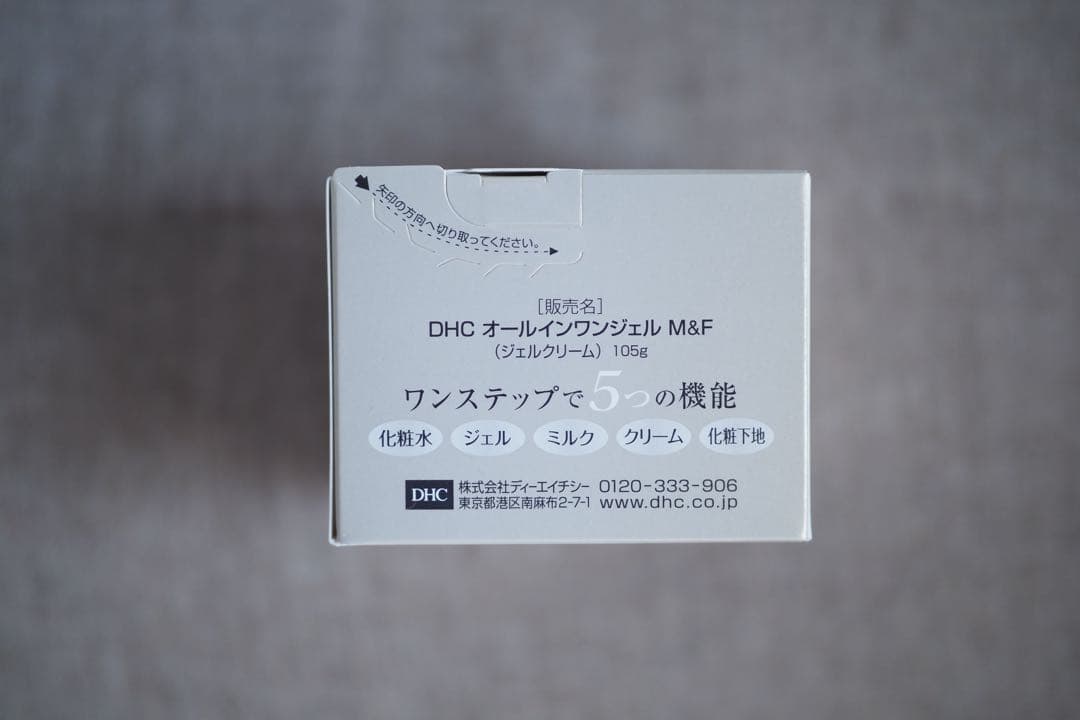 矢印の方向へ切り取ってください。
[販売名]
DHC オールインワンジェル M&F
(ジェルクリーム) 105g
ワンステップで5つの機能
化粧水 ジェル ミルク クリーム 化粧下地
DHC 株式会社ディーエイチシー 0120-333-906
東京都港区南麻布2-7-1 www.dhc.co.jp